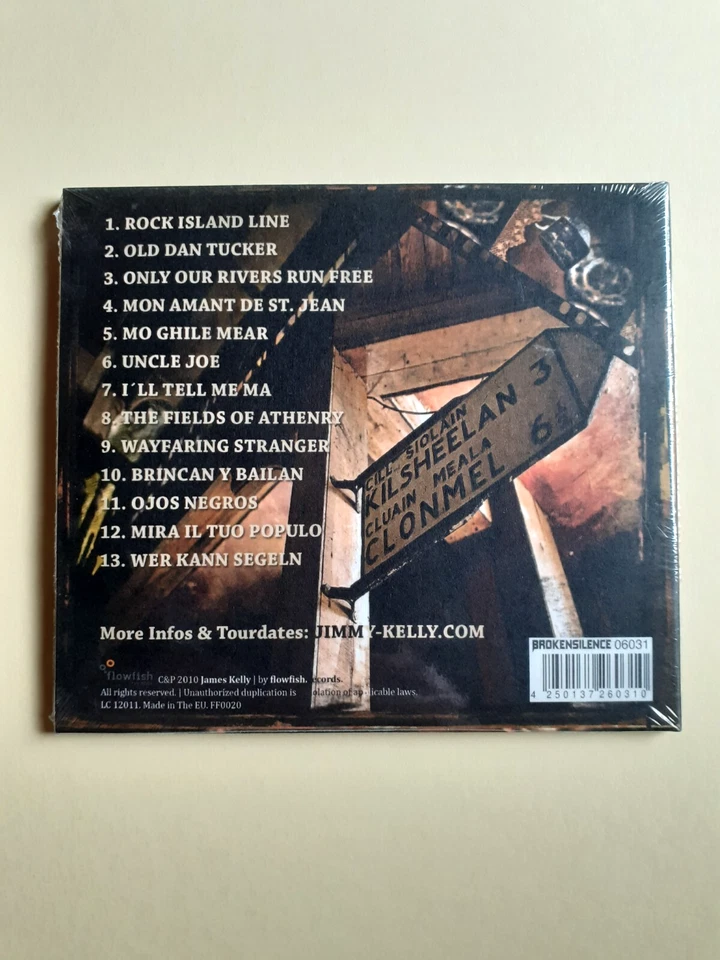 1. ROCK ISLAND LINE
2. OLD DAN TUCKER
3. ONLY OUR RIVERS RUN FREE
4. MON AMANT DE ST. JEAN
5. MO GHILE MEAR
6. UNCLE JOE
7. I´LL TELL ME MA
8. THE FIELDS OF ATHENRY
9. WAYFARING STRANGER
10. BRINCAN Y BAILAN
11. OJOS NEGROS
12. MIRA IL TUO POPULO
13. WER KANN SEGELN
CILL SIOLÁIN
KILSHEELAN 3
CLUAIN MEALA
CLONMEL 6½
More Infos & Tourdates: JIMMY-KELLY.COM
flowfish C&P 2010 James Kelly | by flowfish.records.
All rights reserved. | Unauthorized duplication is violation of applicable laws.
LC 12011. Made in The EU. FF0020
BROKENSILENCE 06031
4 250137 260310